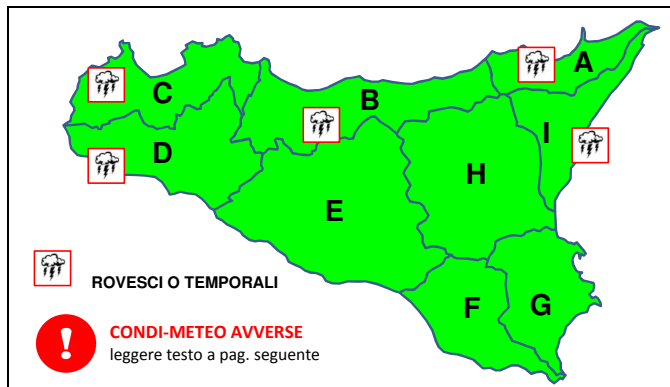 A
C
B
I
D
H
E
F
G
ROVESCI O TEMPORALI
! CONDI-METEO AVVERSE
leggere testo a pag. seguente